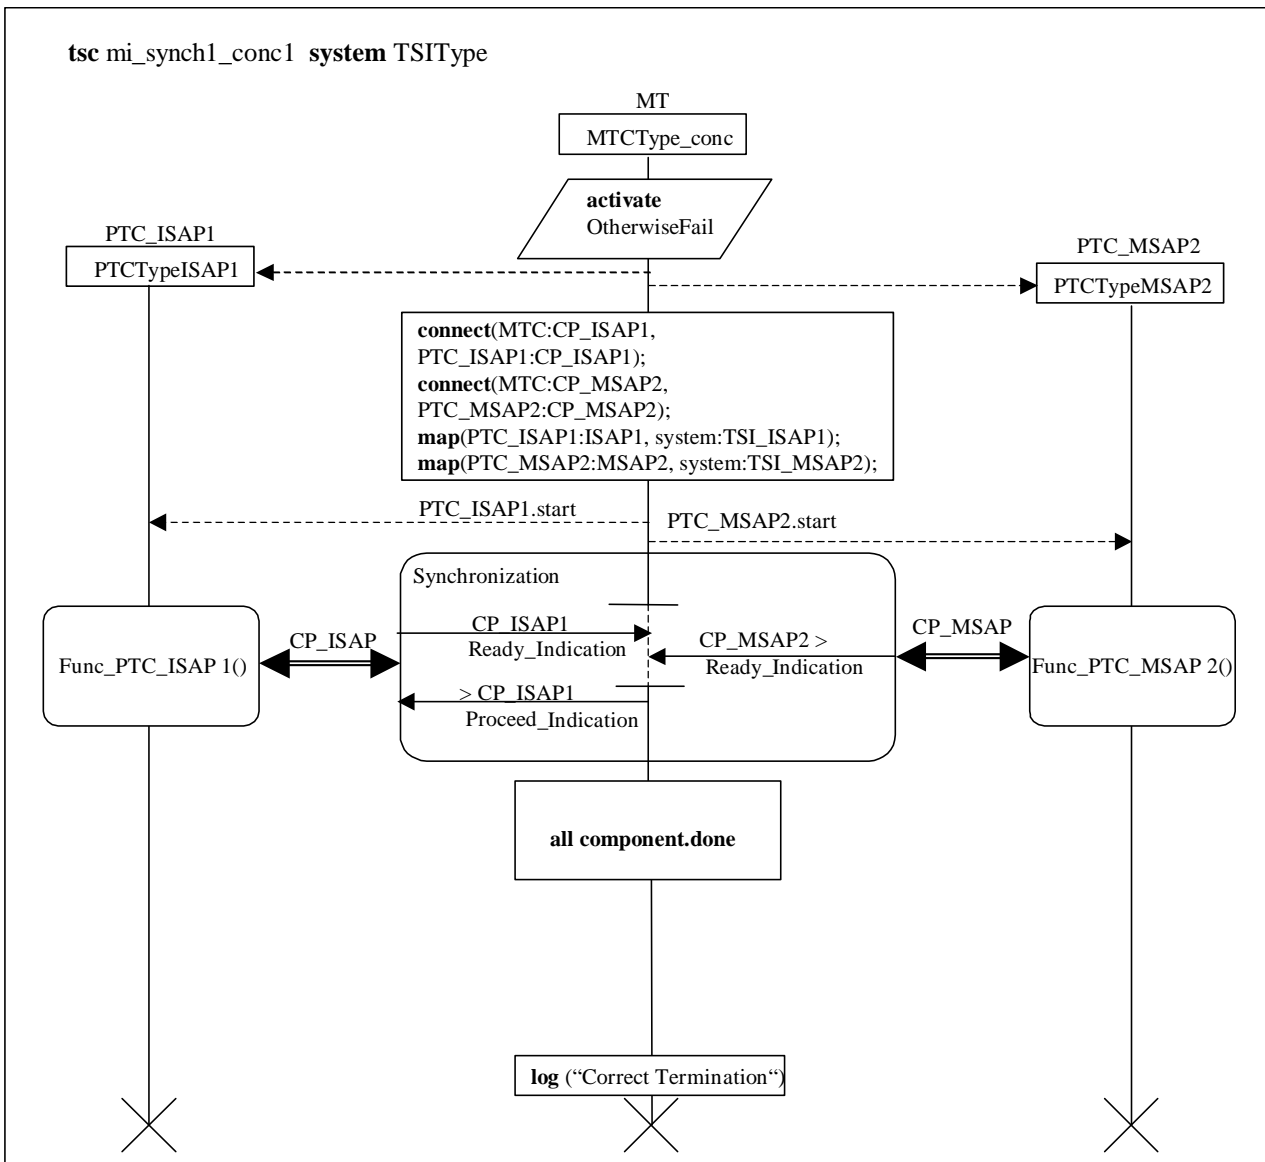 tsc mi_synch1_conc1 system TSIType
MT
MTCType_conc
activate
OtherwiseFail
PTC_ISAP1
PTCTypeISAP1
PTC_MSAP2
PTCTypeMSAP2
connect(MTC:CP_ISAP1,
PTC_ISAP1:CP_ISAP1);
connect(MTC:CP_MSAP2,
PTC_MSAP2:CP_MSAP2);
map(PTC_ISAP1:ISAP1, system:TSI_ISAP1);
map(PTC_MSAP2:MSAP2, system:TSI_MSAP2);
PTC_ISAP1.start
PTC_MSAP2.start
Synchronization
Func_PTC_ISAP 1()
CP_ISAP
CP_ISAP1
Ready_Indication
CP_MSAP2 >
Ready_Indication
CP_MSAP
Func_PTC_MSAP 2()
> CP_ISAP1
Proceed_Indication
all component.done
log (“Correct Termination“)